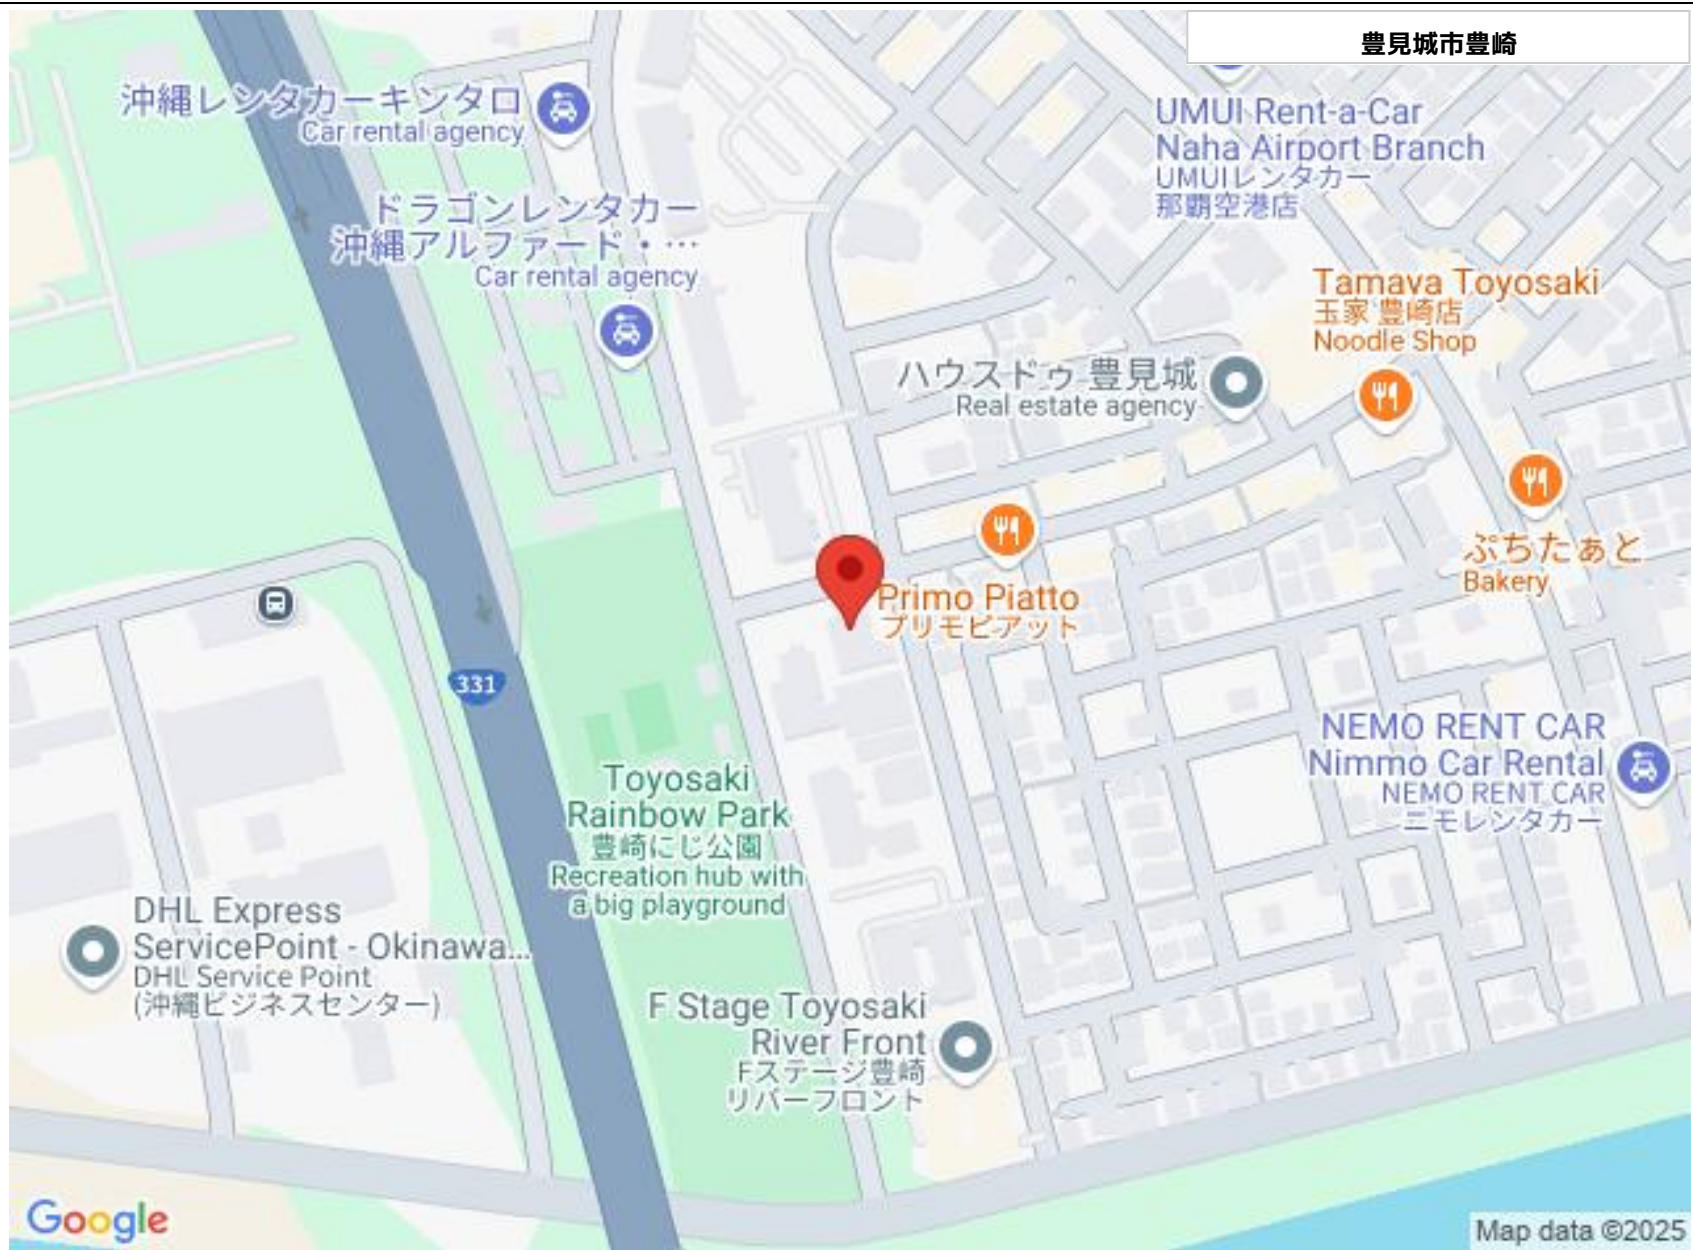 豊見城市豊崎
沖縄レンタカーキンタロ
Car rental agency
UMUI Rent-a-Car
Naha Airport Branch
UMUIレンタカー
那覇空港店
ドラゴンレンタカー
沖縄アルファード・…
Car rental agency
Tamava Toyosaki
玉家 豊崎店
Noodle Shop
ハウスドゥ 豊見城
Real estate agency
ぷちたぁと
Bakery
Primo Piatto
プリモピアット
331
NEMO RENT CAR
Nimmo Car Rental
NEMO RENT CAR
ニモレンタカー
Toyosaki
Rainbow Park
豊崎にじ公園
Recreation hub with
a big playground
DHL Express
ServicePoint - Okinawa...
DHL Service Point
(沖縄ビジネスセンター)
F Stage Toyosaki
River Front
Fステージ豊崎
リバーフロント
Google
Map data ©2025